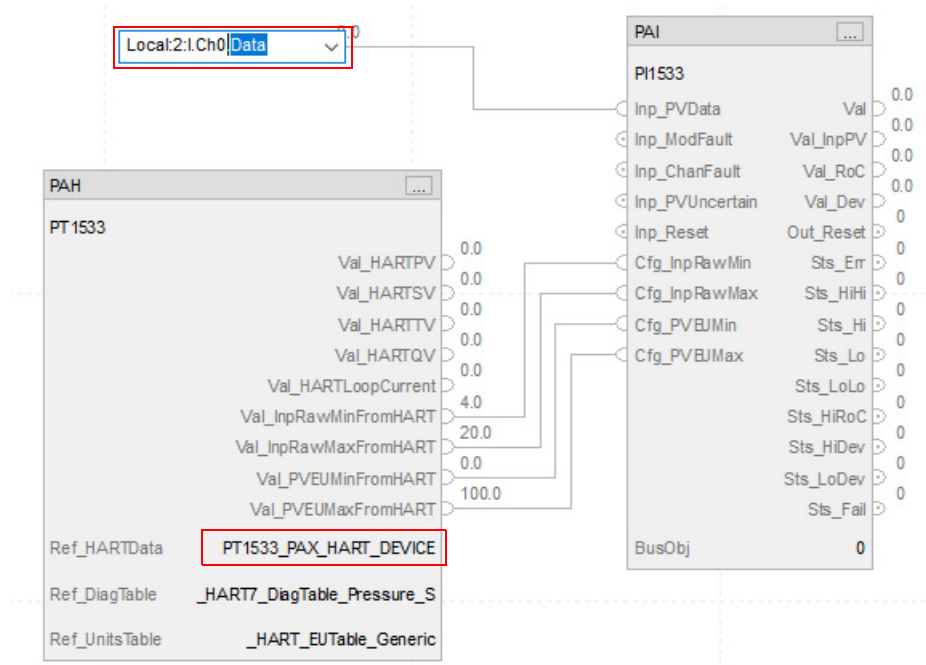 Local:2:I.Ch0.Data
0.0
PAI
...
PI1533
Inp_PVData Val 0.0
Inp_ModFault Val_InpPV 0.0
Inp_ChanFault Val_RoC 0.0
Inp_PVUncertain Val_Dev 0.0
Inp_Reset Out_Reset 0
Cfg_InpRawMin Sts_Err 0
Cfg_InpRawMax Sts_HiHi 0
Cfg_PVEUMin Sts_Hi 0
Cfg_PVEUMax Sts_Lo 0
Sts_LoLo 0
Sts_HiRoC 0
Sts_HiDev 0
Sts_LoDev 0
Sts_Fail 0
BusObj 0
PAH
...
PT1533
Val_HARTPV 0.0
Val_HARTSV 0.0
Val_HARTTV 0.0
Val_HARTQV 0.0
Val_HARTLoopCurrent 0.0
Val_InpRawMinFromHART 4.0
Val_InpRawMaxFromHART 20.0
Val_PVEUMinFromHART 0.0
Val_PVEUMaxFromHART 100.0
Ref_HARTData PT1533_PAX_HART_DEVICE
Ref_DiagTable _HART7_DiagTable_Pressure_S
Ref_UnitsTable _HART_EUTable_Generic